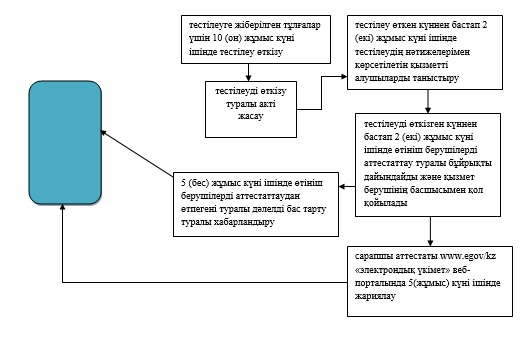 тестілеуге жіберілген тұлғалар
үшін 10 (он) жұмыс күні
ішінде тестілеу өткізу
тестілеу өткен күннен бастап 2
(екі) жұмыс күні ішінде
тестілеудің нәтижелерімен
көрсетілетін қызметті
алушыларды таныстыру
тестілеуді өткізу
туралы акті
жасау
тестілеуді өткізген күннен
бастап 2 (екі) жұмыс күні
ішінде өтініш берушілерді
аттестаттау туралы бұйрықты
дайындайды және қызмет
берушінің басшысымен қол
қойылады
5 (бес) жұмыс күні ішінде өтініш
берушілерді аттестаттаудан
өтпегені туралы дәлелді бас тарту
туралы хабарландыру
сарапшы аттестаты www.egov/kz
«электрондық үкімет» веб-
порталында 5(жұмыс) күні ішінде
жариялау